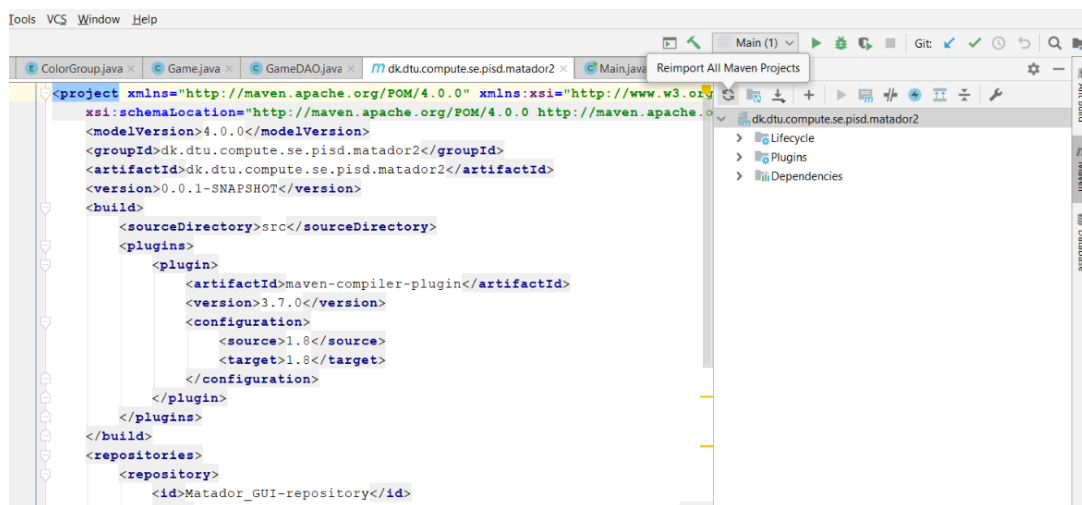 Tools VCS Window Help
Main (1) Git:
ColorGroup.java Game.java GameDAO.java m dk.dtu.compute.se.pisd.matador2 Main.java
Reimport All Maven Projects
<project xmlns="http://maven.apache.org/POM/4.0.0" xmlns:xsi="http://www.w3.org
xsi:schemaLocation="http://maven.apache.org/POM/4.0.0 http://maven.apache.o
<modelVersion>4.0.0</modelVersion>
<groupId>dk.dtu.compute.se.pisd.matador2</groupId>
<artifactId>dk.dtu.compute.se.pisd.matador2</artifactId>
<version>0.0.1-SNAPSHOT</version>
<build>
<sourceDirectory>src</sourceDirectory>
<plugins>
<plugin>
<artifactId>maven-compiler-plugin</artifactId>
<version>3.7.0</version>
<configuration>
<source>1.8</source>
<target>1.8</target>
</configuration>
</plugin>
</plugins>
</build>
<repositories>
<repository>
<id>Matador_GUI-repository</id>
dk.dtu.compute.se.pisd.matador2
Lifecycle
Plugins
Dependencies
Maven
Database